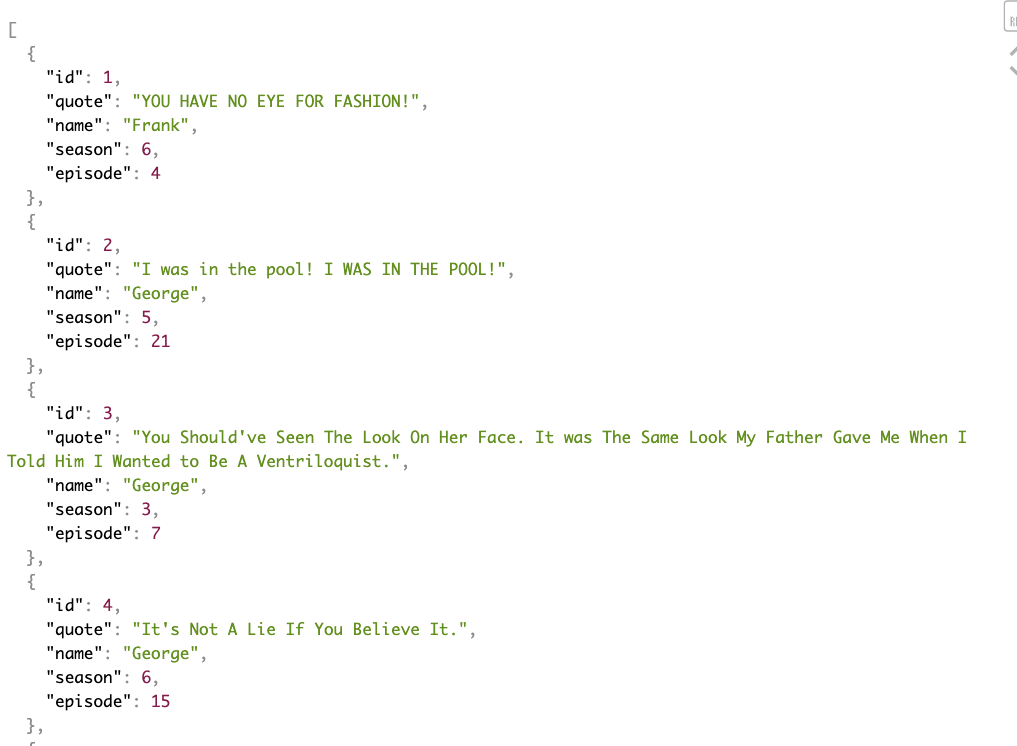 [
  {
    "id": 1,
    "quote": "YOU HAVE NO EYE FOR FASHION!",
    "name": "Frank",
    "season": 6,
    "episode": 4
  },
  {
    "id": 2,
    "quote": "I was in the pool! I WAS IN THE POOL!",
    "name": "George",
    "season": 5,
    "episode": 21
  },
  {
    "id": 3,
    "quote": "You Should've Seen The Look On Her Face. It was The Same Look My Father Gave Me When I
Told Him I Wanted to Be A Ventriloquist.",
    "name": "George",
    "season": 3,
    "episode": 7
  },
  {
    "id": 4,
    "quote": "It's Not A Lie If You Believe It.",
    "name": "George",
    "season": 6,
    "episode": 15
  },